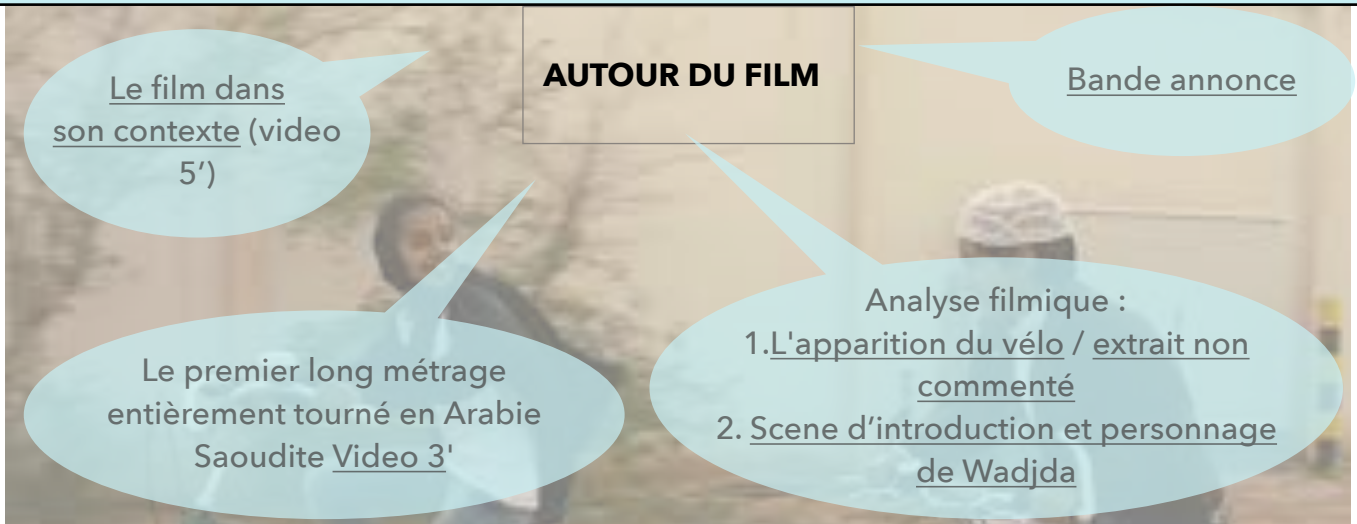 AUTOUR DU FILM
Le film dans
son contexte (video
5’)
Bande annonce
Le premier long métrage
entièrement tourné en Arabie
Saoudite Video 3'
Analyse filmique :
1.L'apparition du vélo / extrait non
commenté
2. Scene d’introduction et personnage
de Wadjda